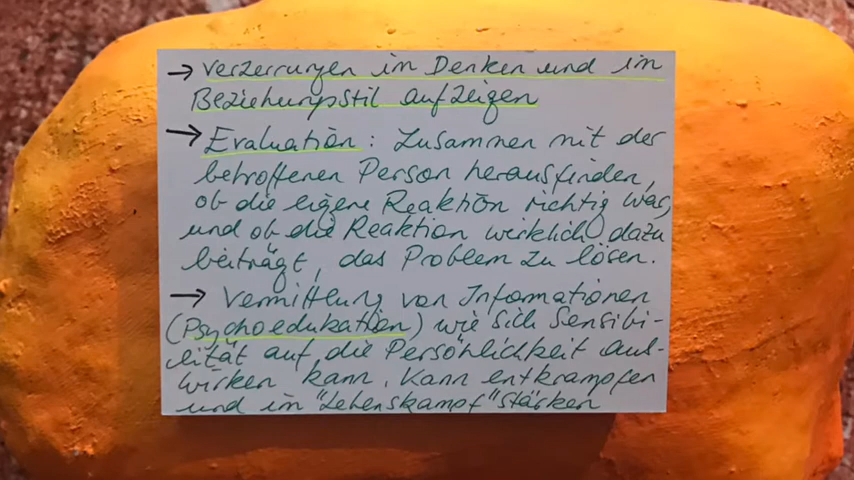 → Verzerrungen im Denken und im
Beziehungsstil aufzeigen
→ Evaluation: Zusammen mit der
betroffenen Person herausfinden,
ob die eigene Reaktion richtig war,
und ob die Reaktion wirklich dazu
beiträgt, das Problem zu lösen.
→ Vermittlung von Informationen
(Psychoedukation) wie sich Sensibi-
lität auf die Persönlichkeit aus-
wirken kann. Kann entkrampfen
und im "Lebenskampf" stärken